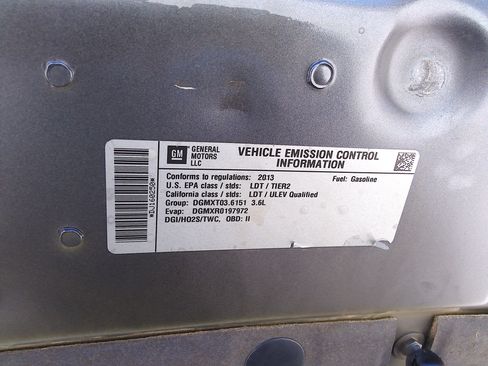 GM
GENERAL
MOTORS
LLC
VEHICLE EMISSION CONTROL
INFORMATION
Conforms to regulations: 2013 Fuel: Gasoline
U.S. EPA class / stds: LDT / TIER2
California class / stds: LDT / ULEV Qualified
Group: DGMXT03.6151 3.6L
Evap: DGMXR0197972
DGI/HO2S/TWC, OBD: II